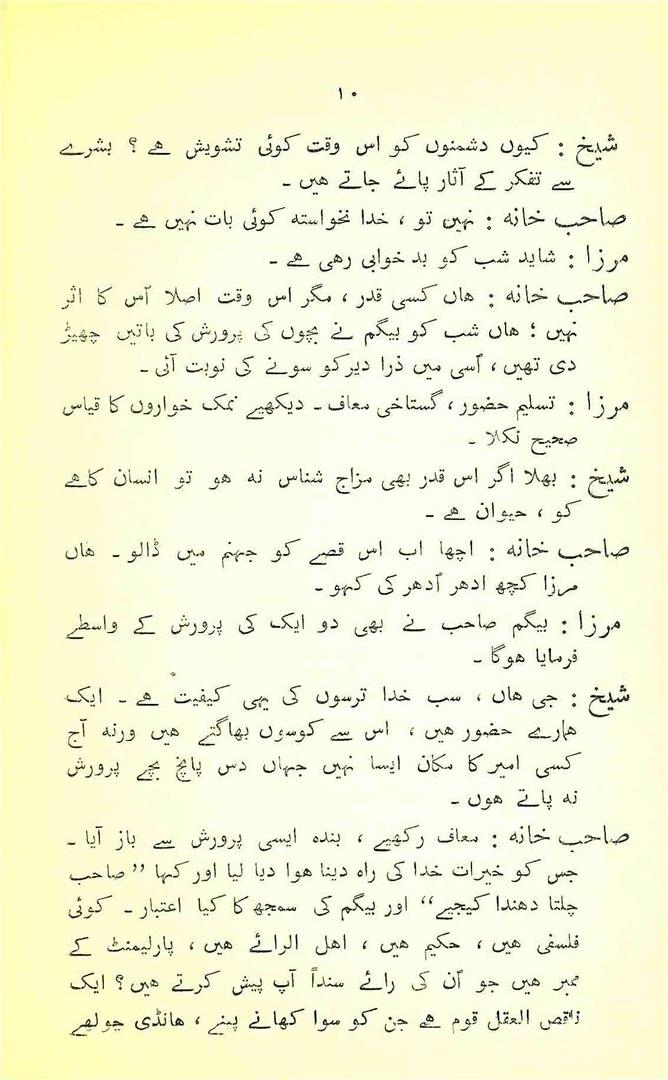 ۱۰
شیخ : کیوں دشمنوں کو اس وقت کوئی تشویش ہے ؟ بشرے
سے تفکر کے آثار پائے جاتے ہیں ۔
صاحب خانہ : نہیں تو ، خدا نخواستہ کوئی بات نہیں ہے ۔
مرزا : شاید شب کو بد خوابی رہی ہے ۔
صاحب خانہ : ہاں کسی قدر ، مگر اس وقت اصلا اُس کا اثر
نہیں ؛ ہاں شب کو بیگم نے بچوں کی پرورش کی باتیں چھیڑ
دی تھیں ، اُسی میں ذرا دیرکو سونے کی نوبت آئی ۔
مرزا : تسلیم حضور ، گستاخی معاف ۔ دیکھیے نمک خواروں کا قیاس
صحیح نکلا ۔
شیخ : بھلا اگر اس قدر بھی مزاج شناس نہ ہو تو انسان کاہے
کو ، حیوان ہے ۔
صاحب خانہ : اچھا اب اس قصے کو جہنم میں ڈالو ۔ ہاں
مرزا کچھ ادھر اُدھر کی کہو ۔
مرزا : بیگم صاحب نے بھی دو ایک کی پرورش کے واسطے
فرمایا ہوگا ۔
شیخ : جی ہاں ، سب خدا ترسوں کی یہی کیفیت ہے ۔ ایک
ہمارے حضور ہیں ، اس سے کوسوں بھاگتے ہیں ورنہ آج
کسی امیر کا مکان ایسا نہیں جہاں دس پانچ بچے پرورش
نہ پاتے ہوں ۔
صاحب خانہ : معاف رکھیے ، بندہ ایسی پرورش سے باز آیا ۔
جس کو خیرات خدا کی راہ دینا ہوا دیا لیا اور کہا ”صاحب
چلتا دھندا کیجیے“ اور بیگم کی سمجھ کا کیا اعتبار ۔ کوئی
فلسفی ہیں ، حکیم ہیں ، اہل الرائے ہیں ، پارلیمنٹ کے
ممبر ہیں جو اُن کی رائے سنداً آپ پیش کرتے ہیں ؟ ایک
ناقص العقل قوم ہے جن کو سوا کھانے پینے ، ہانڈی چولھے